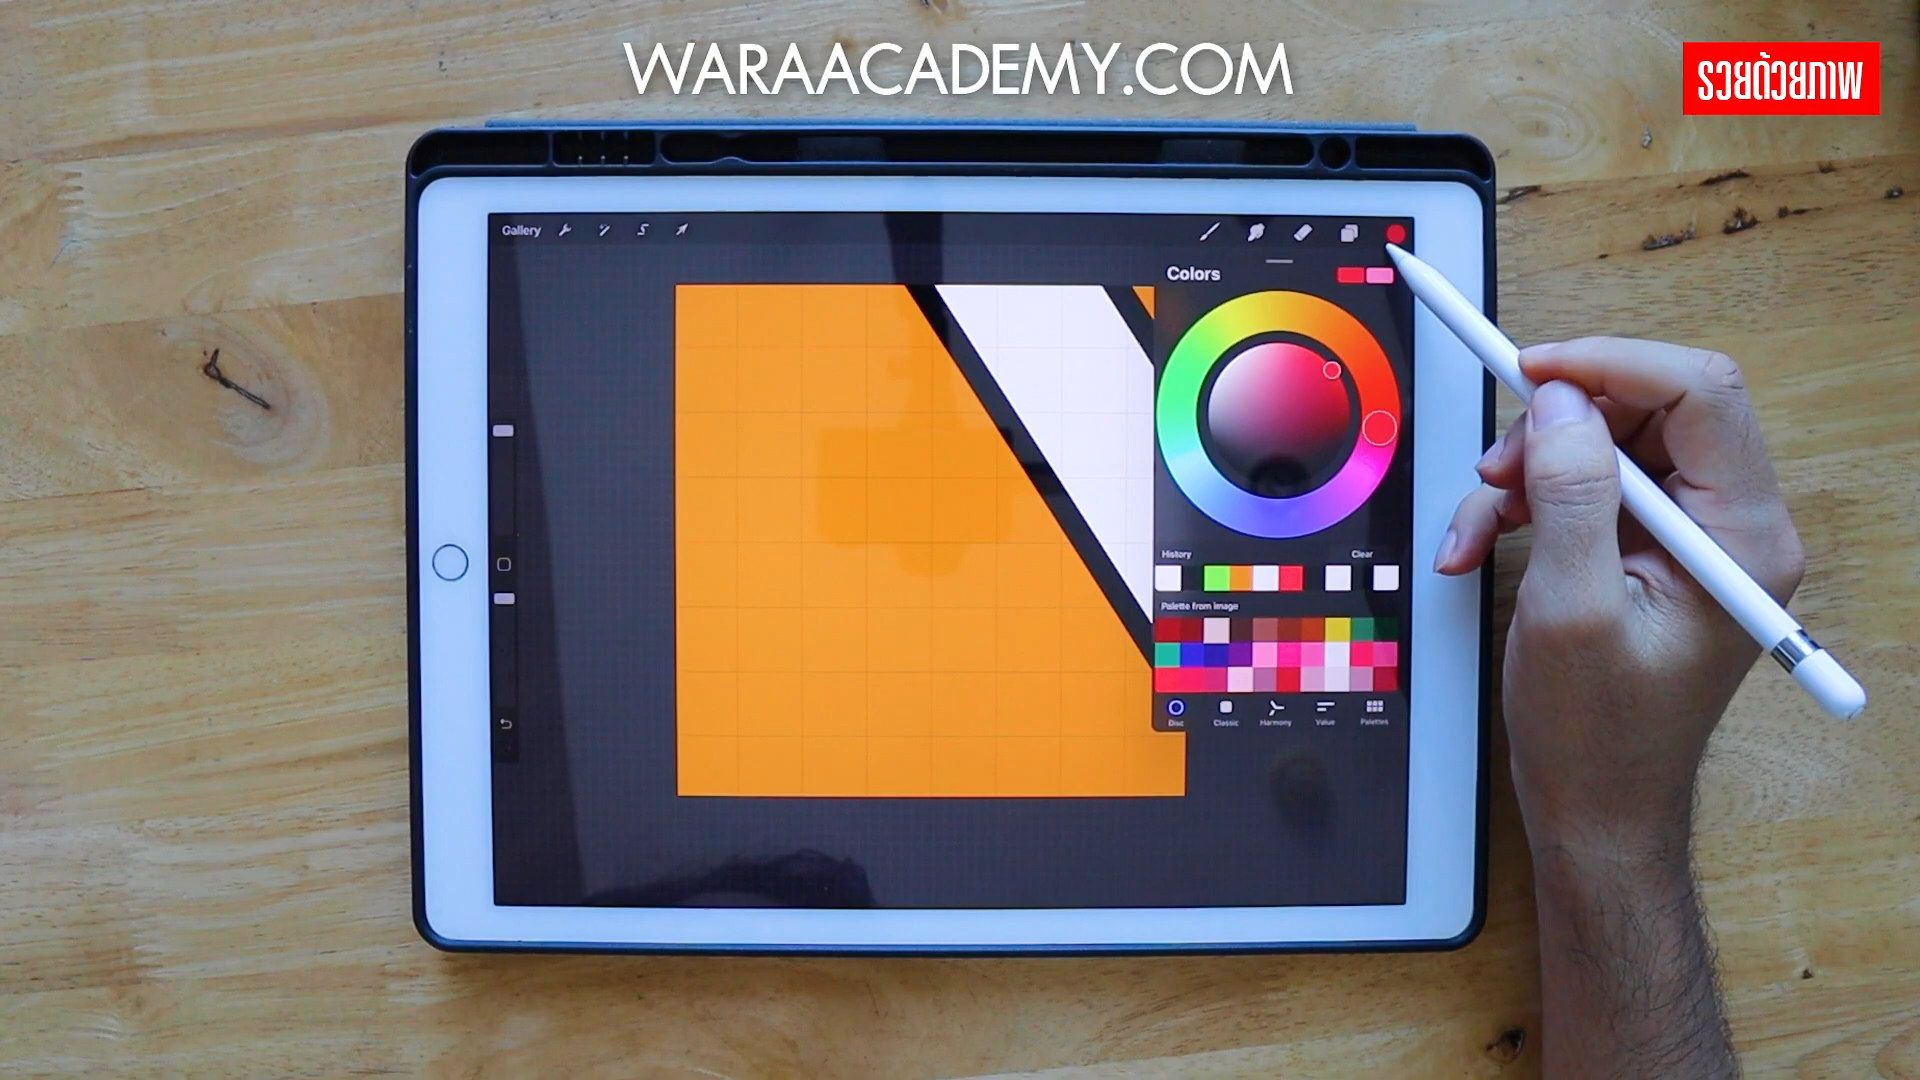 WARAACADEMY.COM
รวยด้วยภาพ
Gallery
Colors
History Clear
Palette from image
Disc Classic Harmony Value Palettes